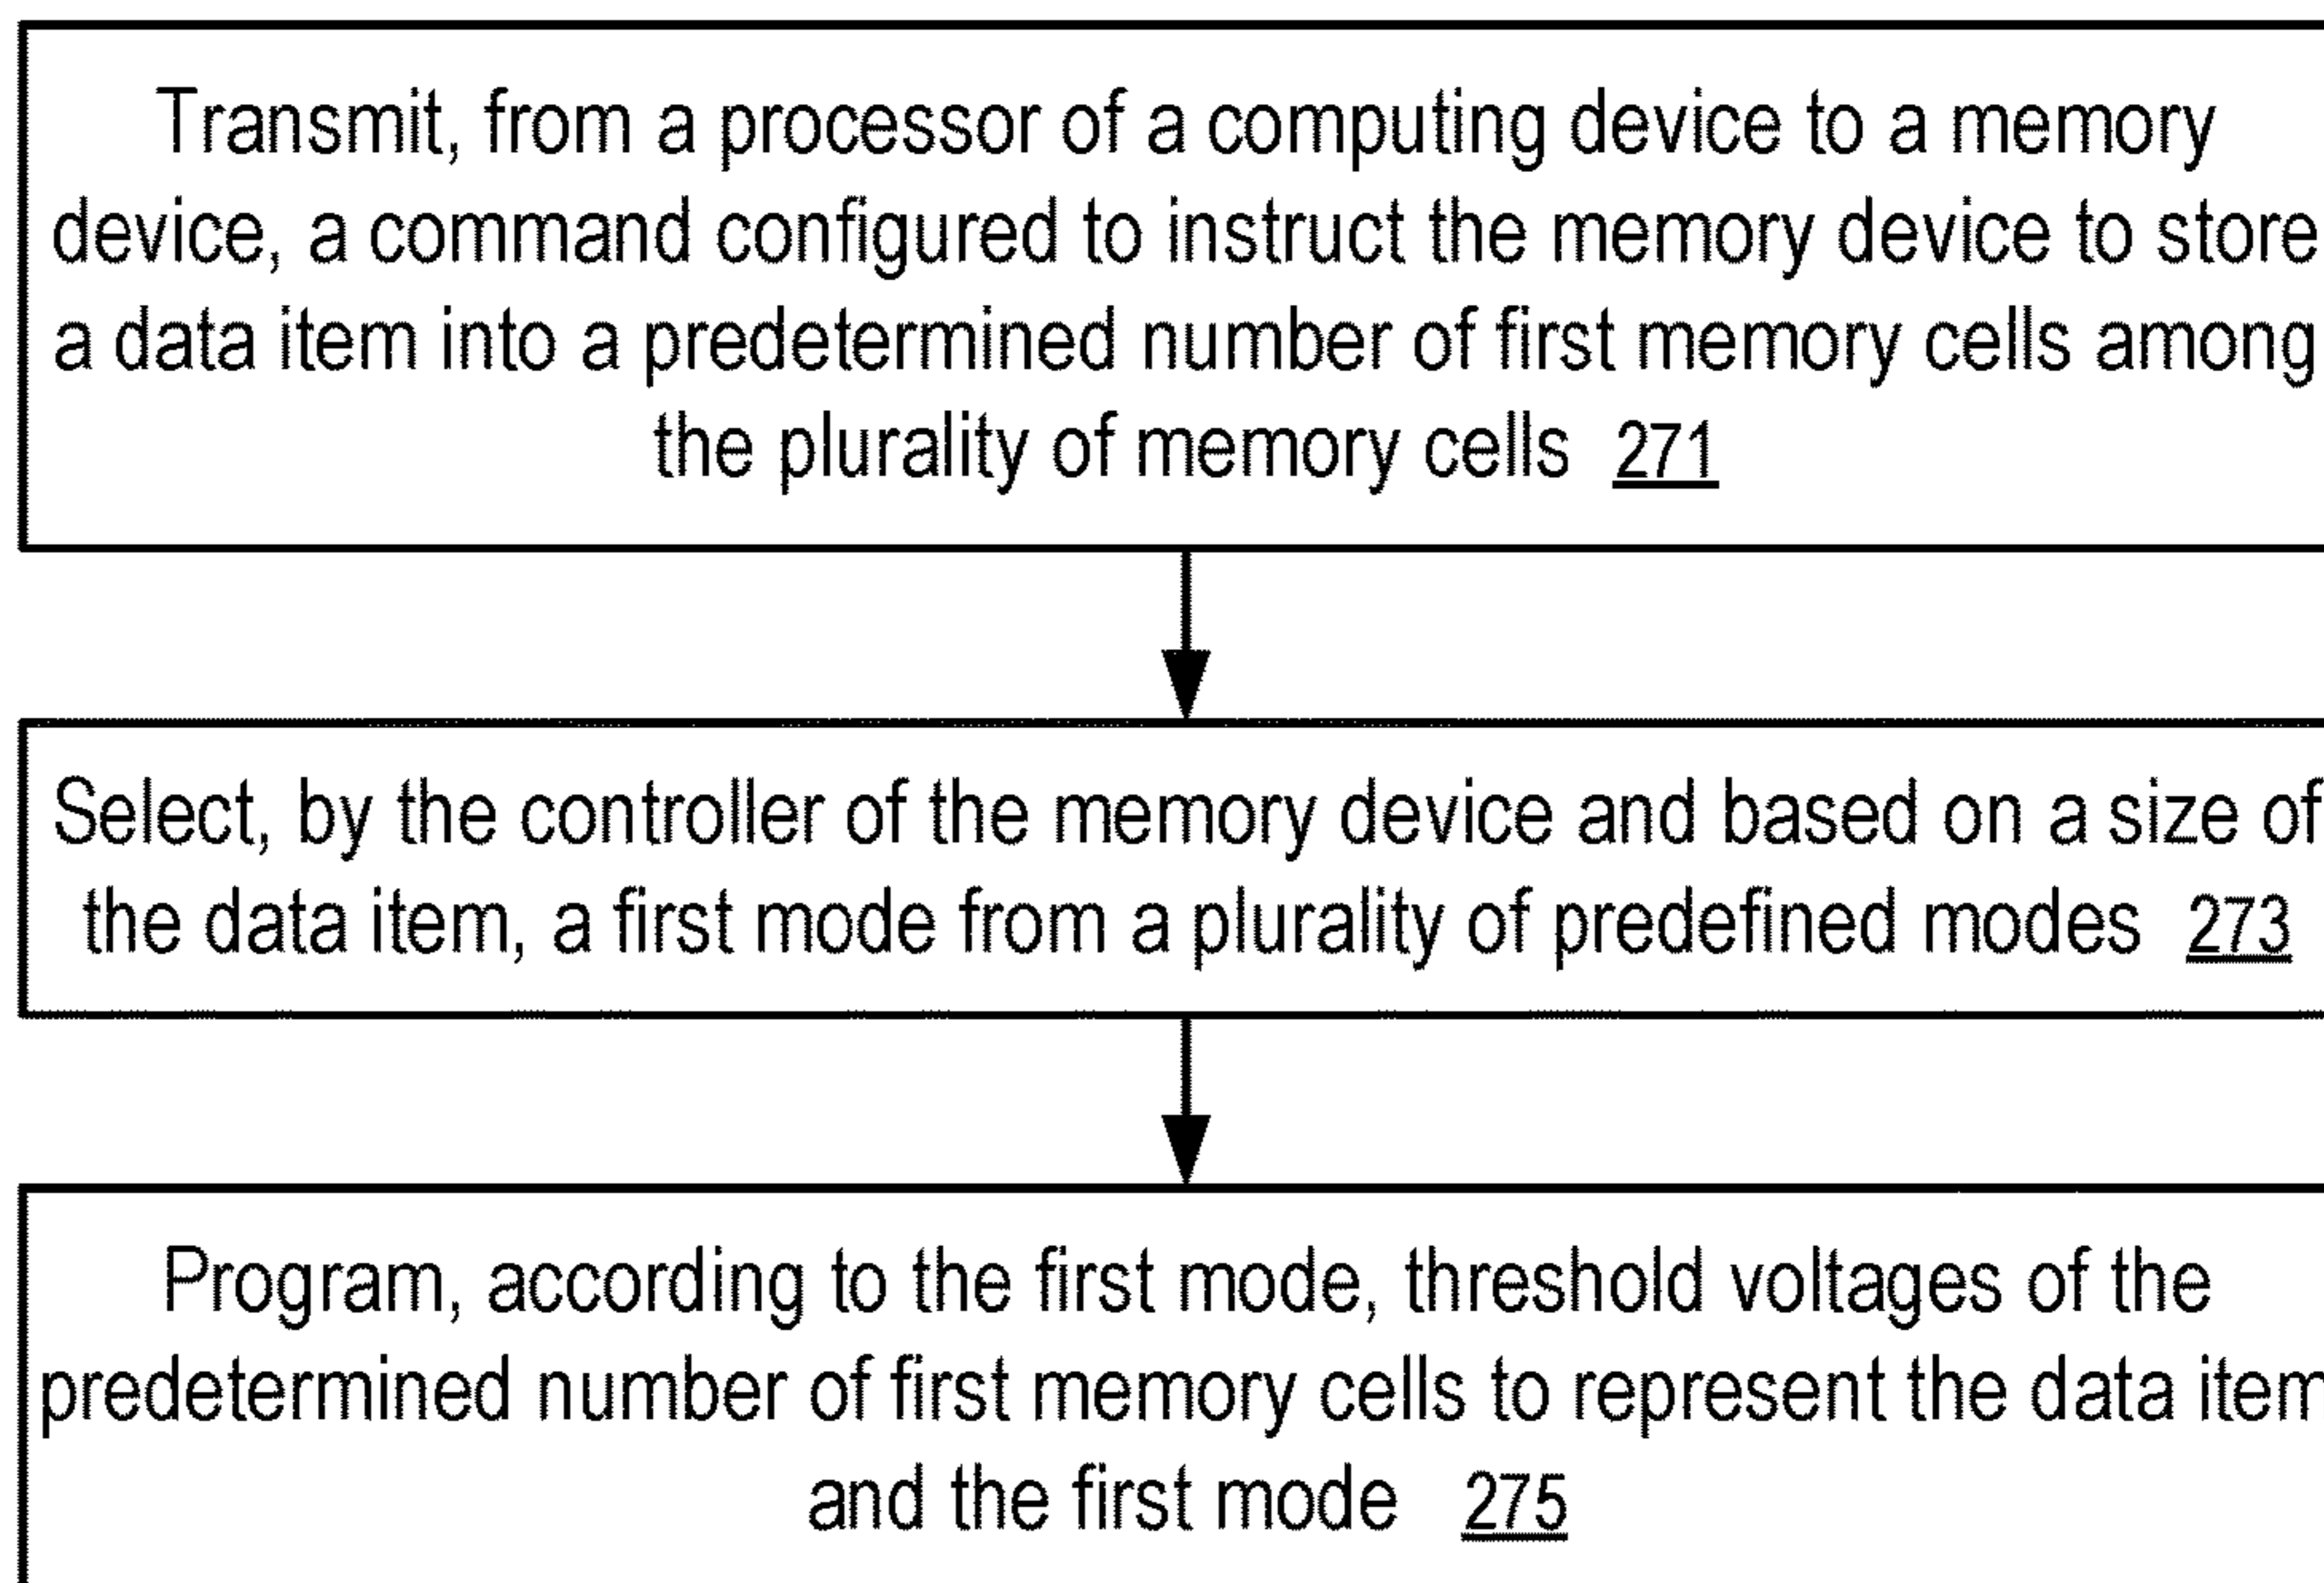 Transmit, from a processor of a computing device to a memory
device, a command configured to instruct the memory device to store
a data item into a predetermined number of first memory cells among
the plurality of memory cells 271
Select, by the controller of the memory device and based on a size of
the data item, a first mode from a plurality of predefined modes 273
Program, according to the first mode, threshold voltages of the
predetermined number of first memory cells to represent the data item
and the first mode 275